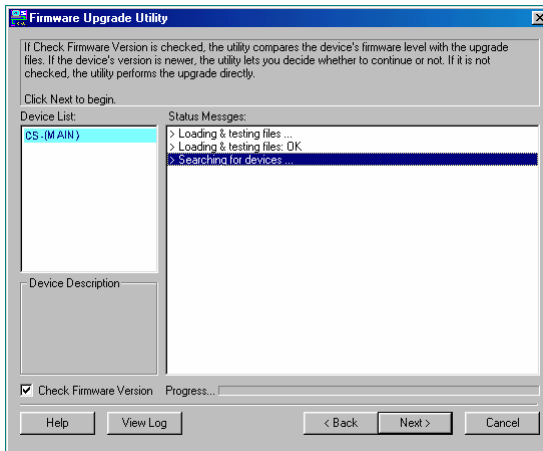 Firmware Upgrade Utility
If Check Firmware Version is checked, the utility compares the device's firmware level with the upgrade
files. If the device's version is newer, the utility lets you decide whether to continue or not. If it is not
checked, the utility performs the upgrade directly.
Click Next to begin.
Device List:
CS-(MAIN)
Status Messges:
> Loading & testing files ...
> Loading & testing files: OK
> Searching for devices ...
Device Description
Check Firmware Version
Progress...
Help
View Log
< Back
Next >
Cancel